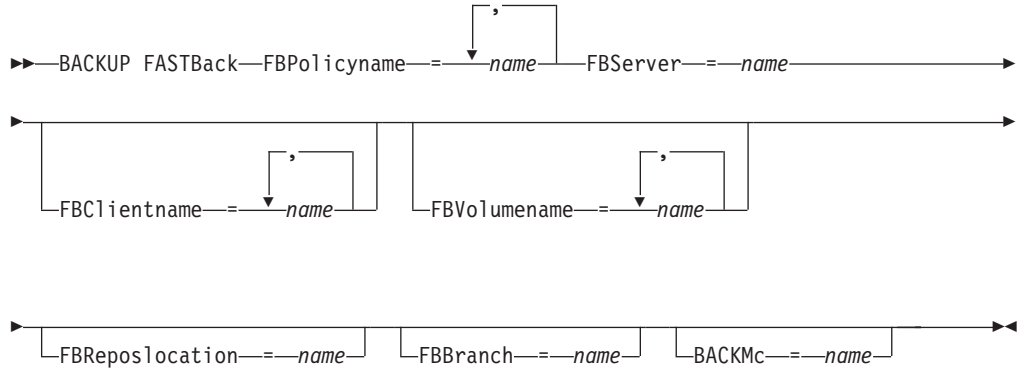 ,
BACKUP FASTBack FBPolicyname = name FBServer = name
, ,
FBClientname = name FBVolumename = name
FBReposlocation = name FBBranch = name BACKMc = name